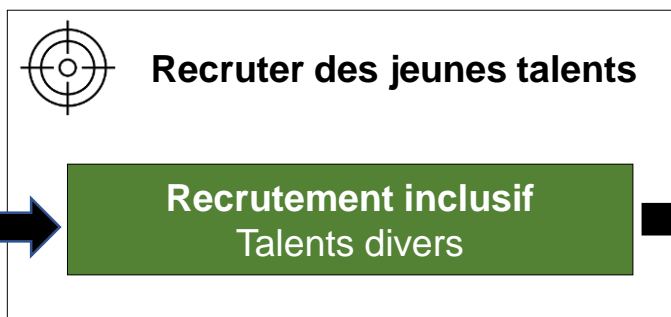 Recruter des jeunes talents
Recrutement inclusif
Talents divers